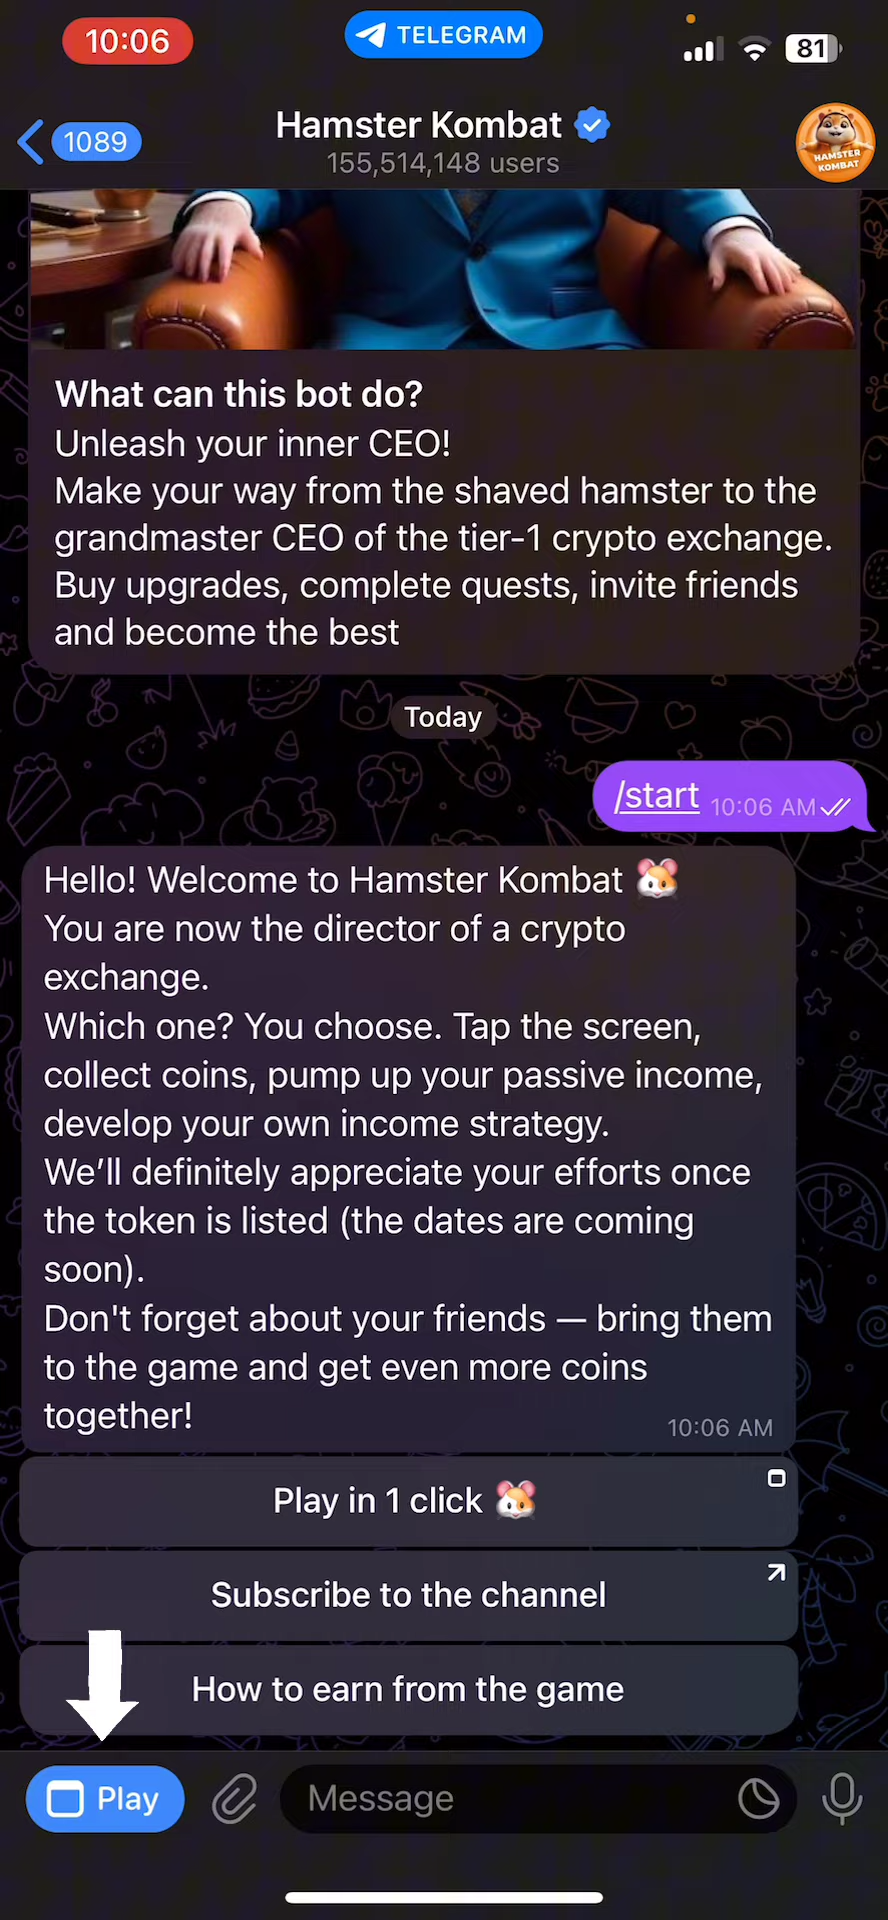 10:06
TELEGRAM
81
1089
Hamster Kombat
155,514,148 users
HAMSTER
KOMBAT
What can this bot do?
Unleash your inner CEO!
Make your way from the shaved hamster to the
grandmaster CEO of the tier-1 crypto exchange.
Buy upgrades, complete quests, invite friends
and become the best
Today
/start 10:06 AM
Hello! Welcome to Hamster Kombat 🐹
You are now the director of a crypto
exchange.
Which one? You choose. Tap the screen,
collect coins, pump up your passive income,
develop your own income strategy.
We’ll definitely appreciate your efforts once
the token is listed (the dates are coming
soon).
Don't forget about your friends — bring them
to the game and get even more coins
together!
10:06 AM
Play in 1 click 🐹
Subscribe to the channel
How to earn from the game
Play
Message